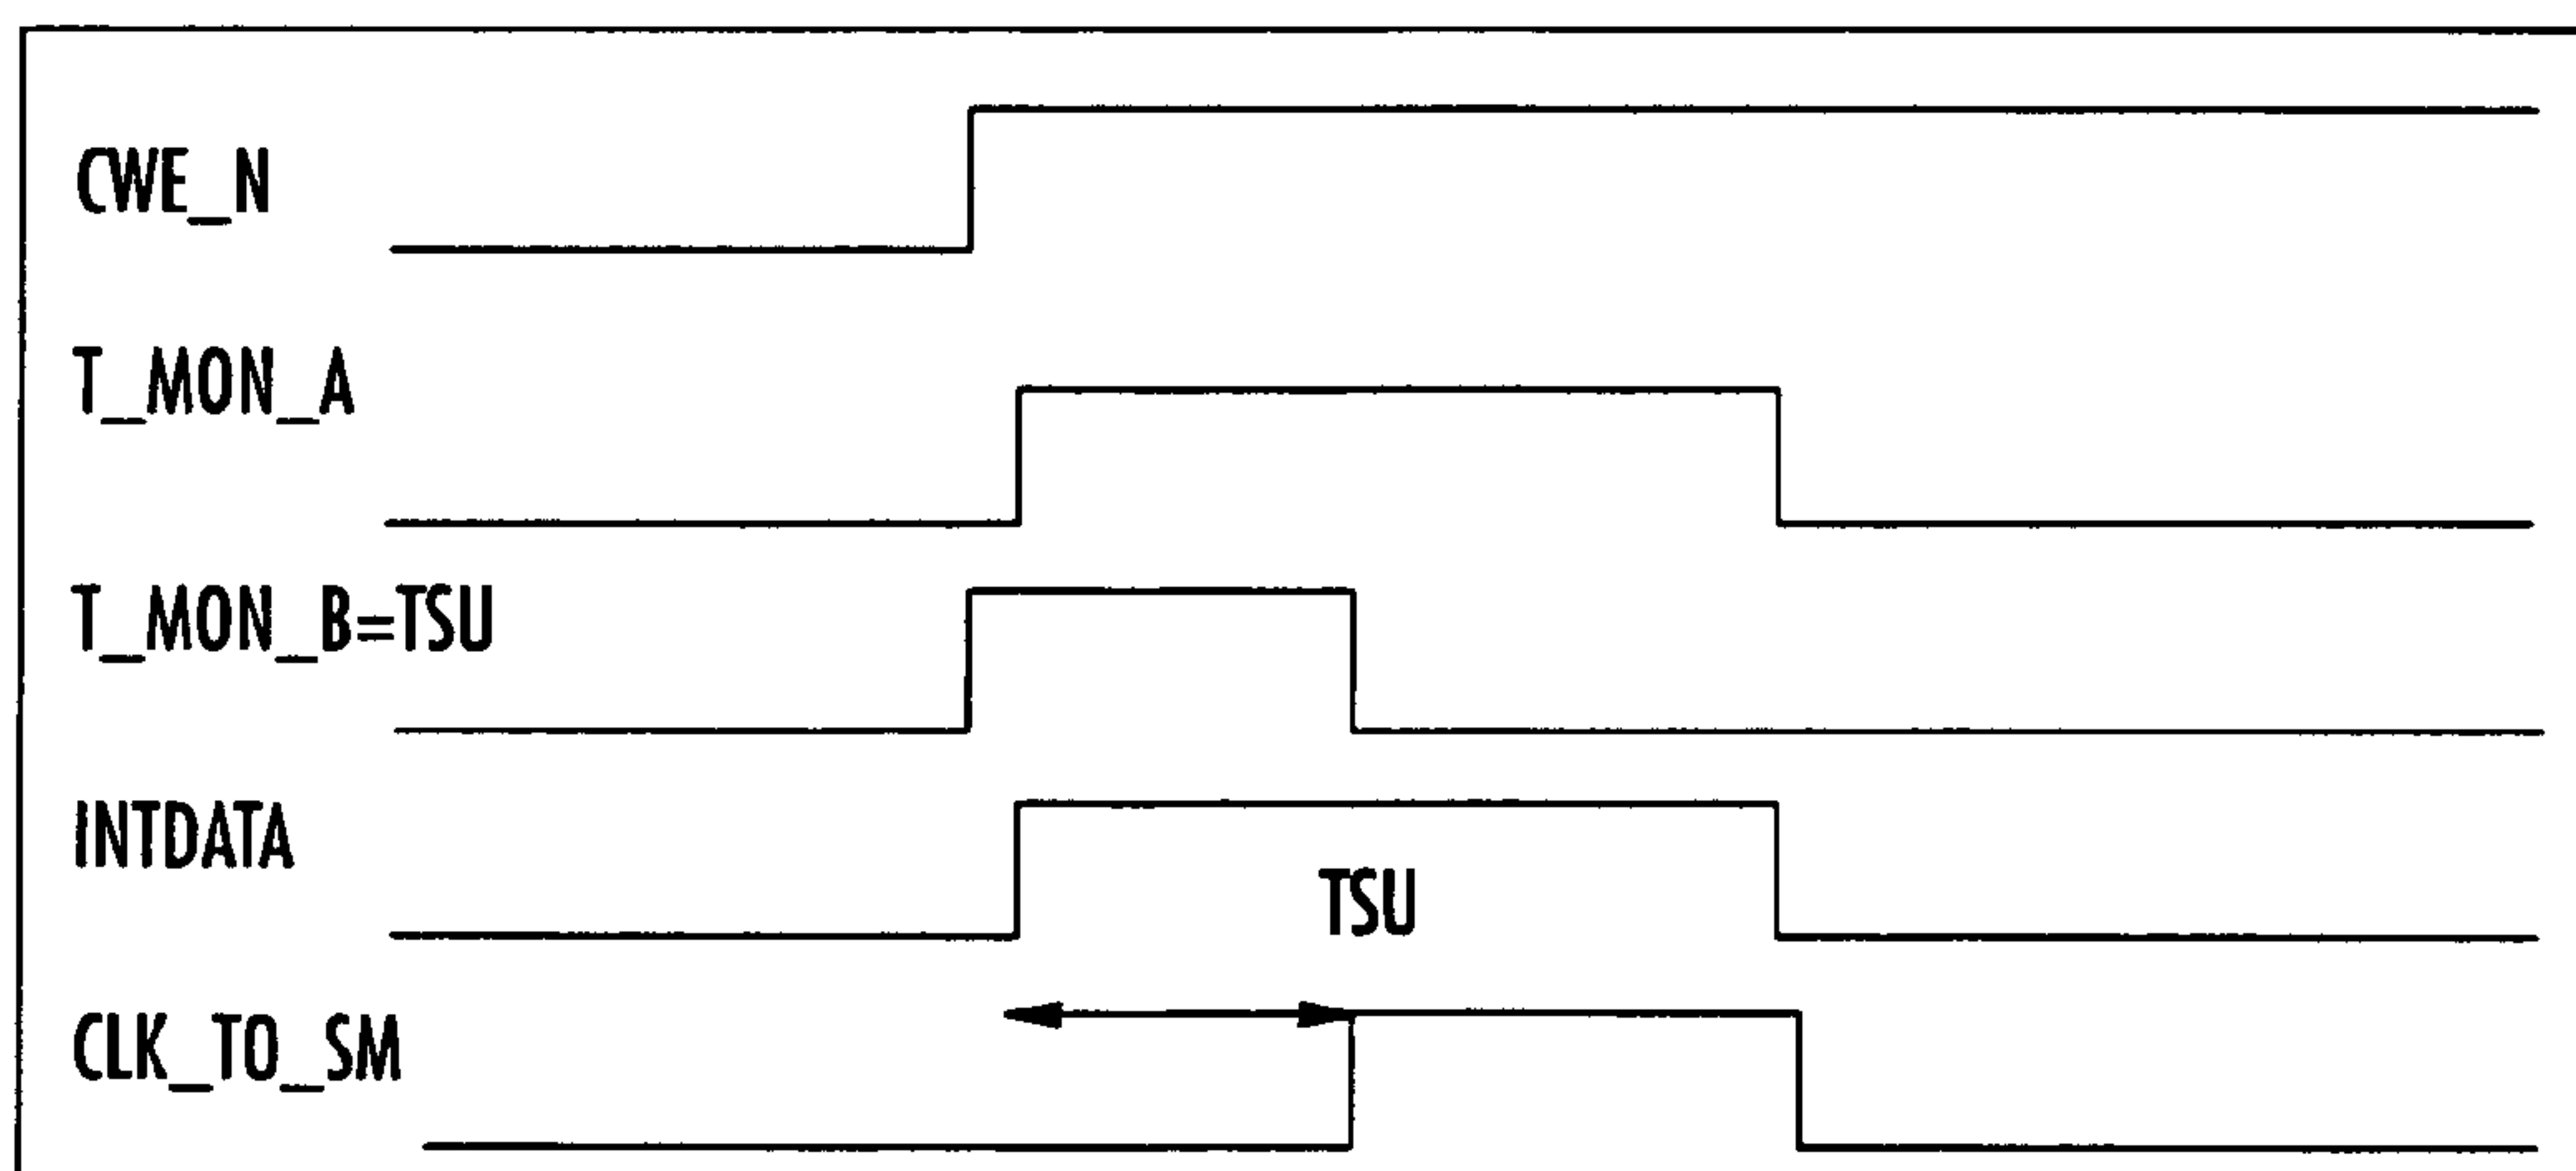 CWE_N
T_MON_A
T_MON_B=TSU
INTDATA
TSU
CLK_TO_SM